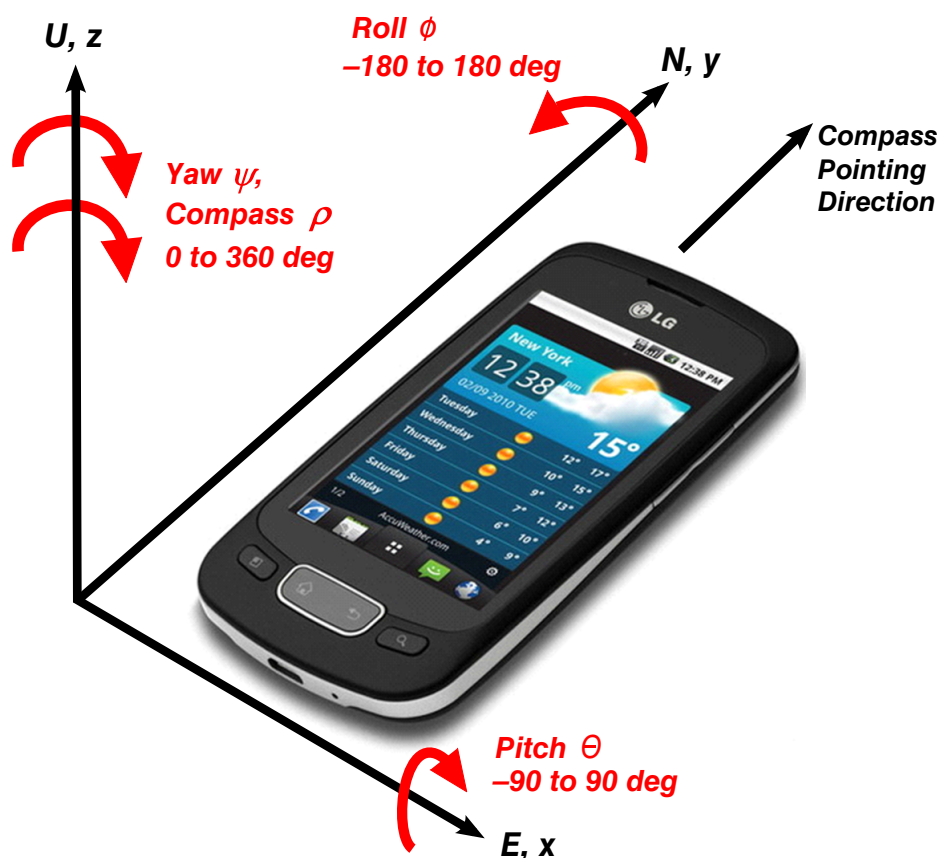 U, z
Roll ϕ
–180 to 180 deg
N, y
Compass
Pointing
Direction
Yaw ψ,
Compass ρ
0 to 360 deg
LG
12:38 PM
New York
12 38 pm
02/09 2010 TUE
15°
Tuesday 12° 17°
Wednesday 10° 15°
Thursday 9° 13°
Friday 7° 12°
Saturday 6° 10°
Sunday 4° 9°
1/2
AccuWeather.com
Pitch Θ
–90 to 90 deg
E, x